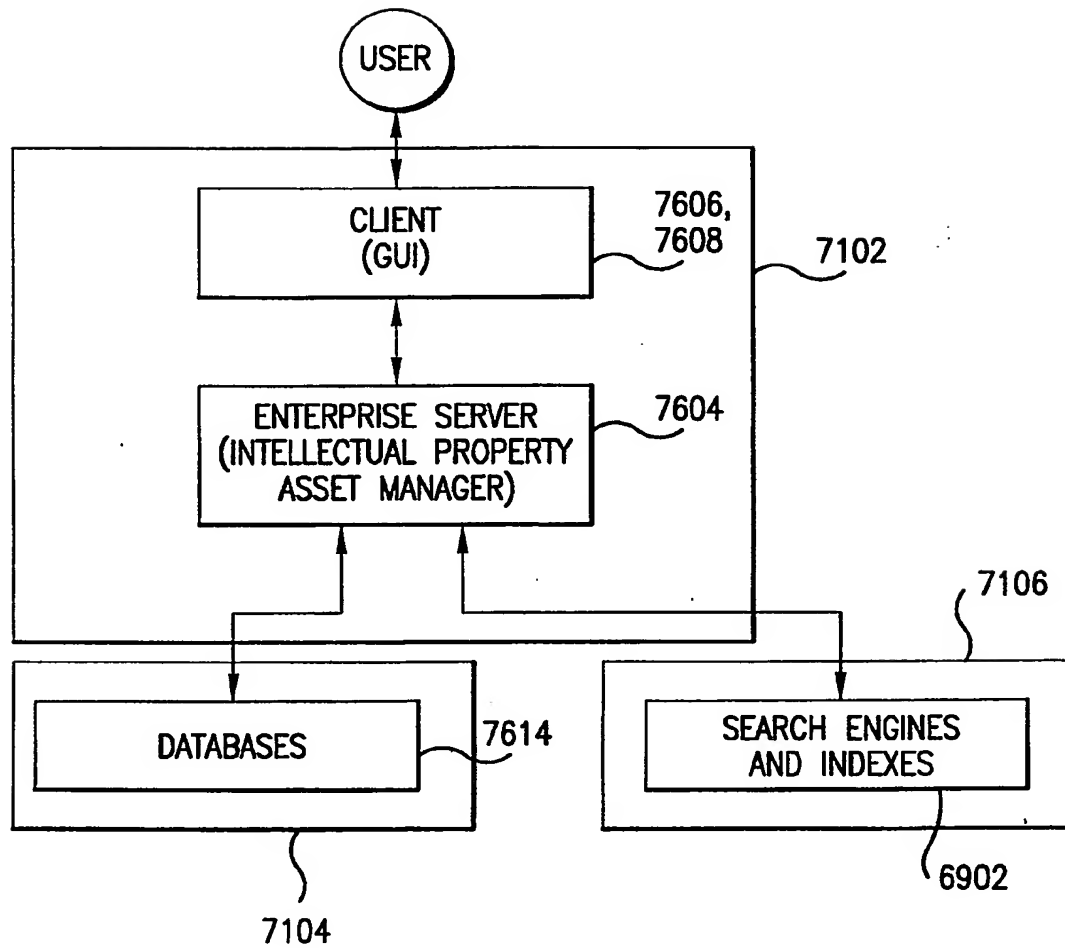 USER
CLIENT
(GUI)
7606,
7608
7102
ENTERPRISE SERVER
(INTELLECTUAL PROPERTY
ASSET MANAGER)
7604
7106
DATABASES
7614
SEARCH ENGINES
AND INDEXES
6902
7104